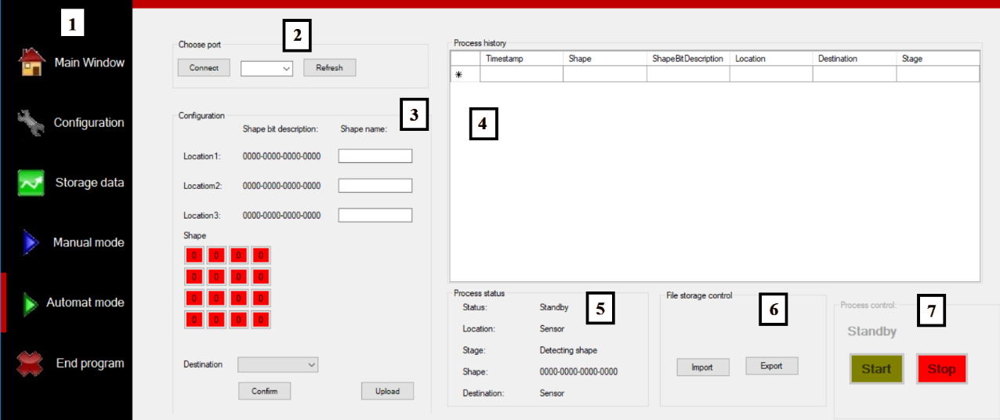 1
Main Window
Configuration
Storage data
Manual mode
Automat mode
End program
2
Choose port
Connect
Refresh
3
Configuration
Shape bit description: Shape name:
Location1: 0000-0000-0000-0000
Locatiom2: 0000-0000-0000-0000
Location3: 0000-0000-0000-0000
Shape
0 0 0 0
0 0 0 0
0 0 0 0
0 0 0 0
Destination
Confirm Upload
Process history
Timestamp Shape ShapeBitDescription Location Destination Stage
4
Process status
5
Status: Standby
Location: Sensor
Stage: Detecting shape
Shape: 0000-0000-0000-0000
Destination: Sensor
File storage control
6
Import Export
Process control:
7
Standby
Start Stop